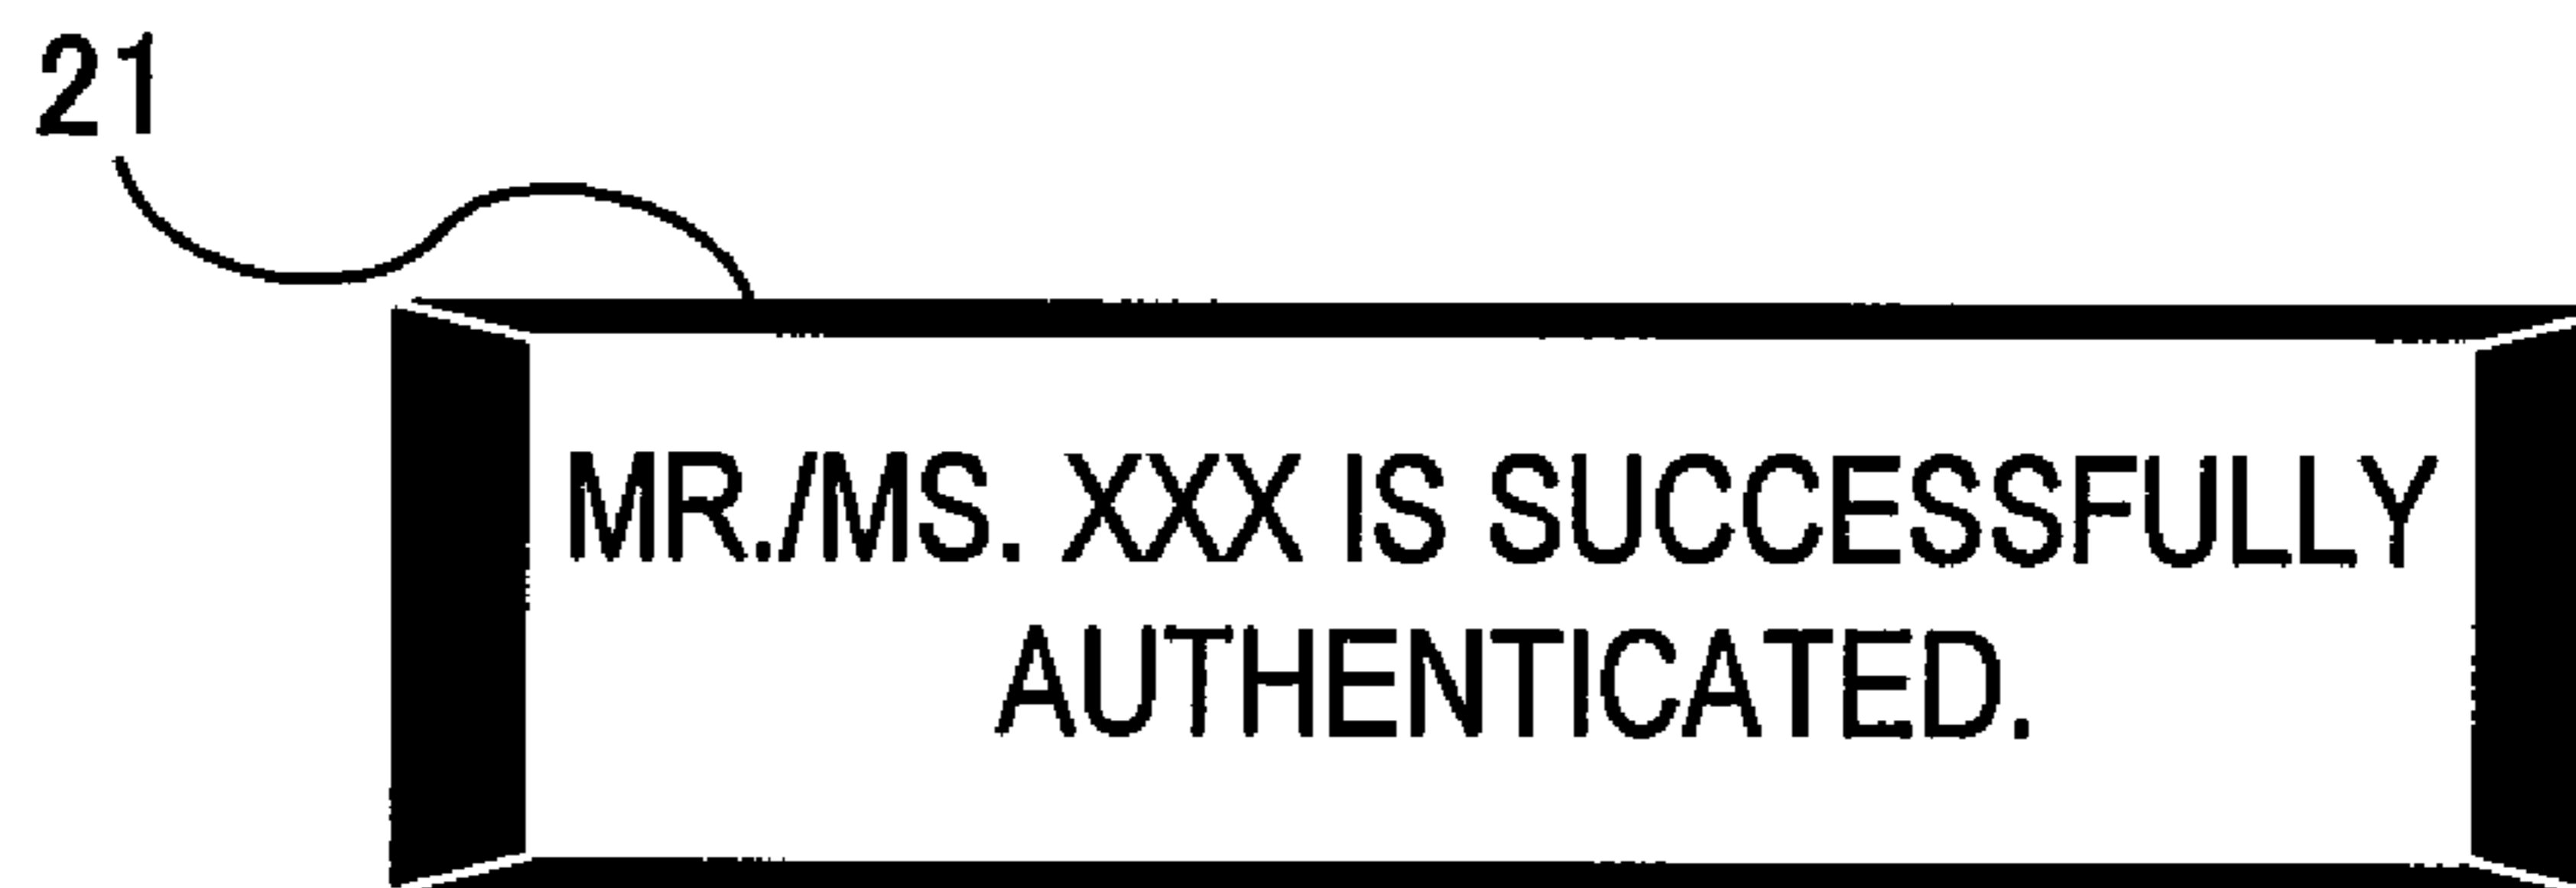 21
MR./MS. XXX IS SUCCESSFULLY
AUTHENTICATED.